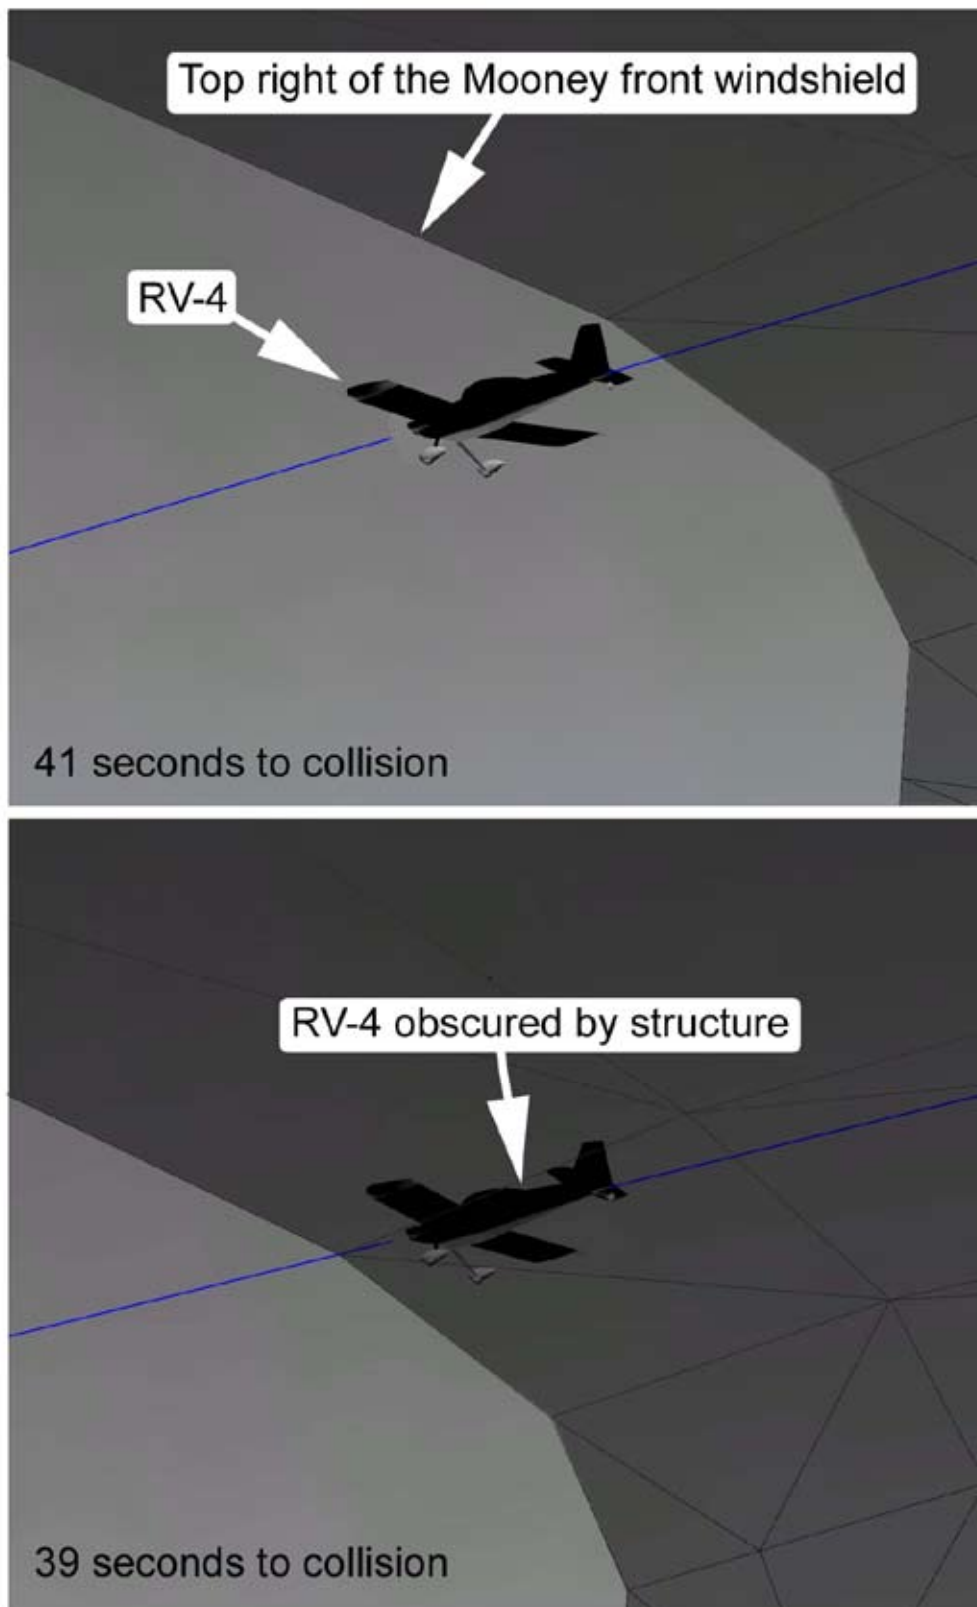 Top right of the Mooney front windshield
RV-4
41 seconds to collision
RV-4 obscured by structure
39 seconds to collision